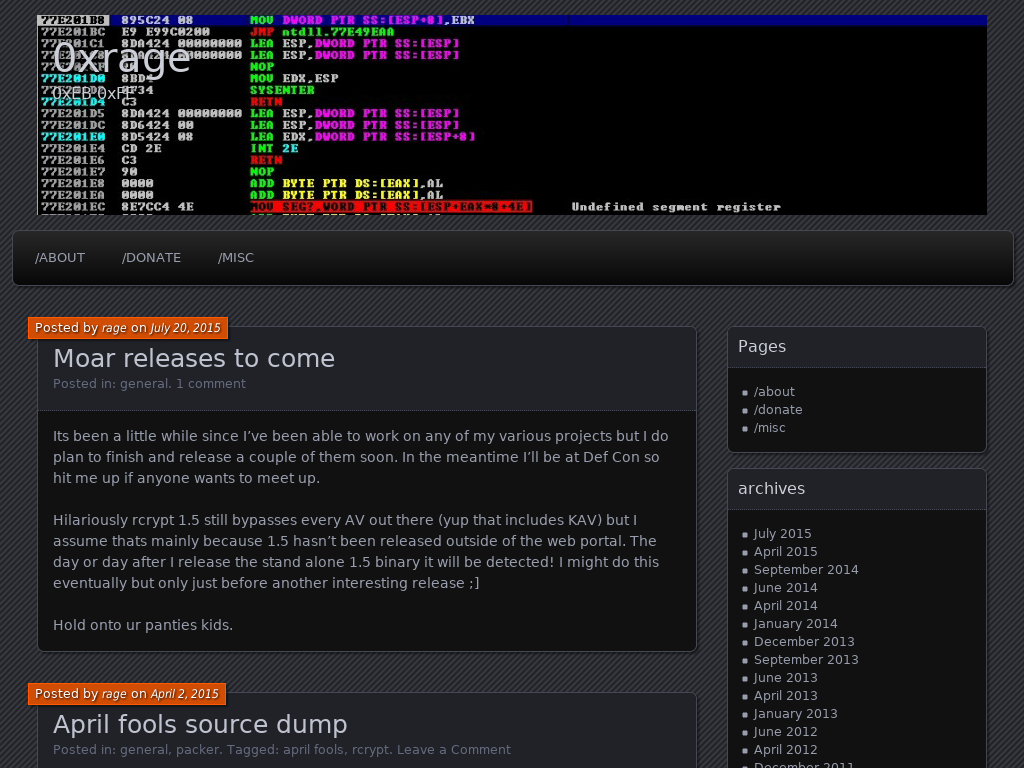 77E201B8 895C24 08 MOV DWORD PTR SS:[ESP+8],EBX
77E201BC E9 E99C0200 JMP ntdll.77E49EAA
77E201C1 8DA424 00000000 LEA ESP,DWORD PTR SS:[ESP]
8DA424 00000000 LEA ESP,DWORD PTR SS:[ESP]
0xrage
NOP
77E201D0 8BD4 MOV EDX,ESP
0F34 SYSENTER
0xEB 0xFE
77E201D4 C3 RETN
77E201D5 8DA424 00000000 LEA ESP,DWORD PTR SS:[ESP]
77E201DC 8D6424 00 LEA ESP,DWORD PTR SS:[ESP]
77E201E0 8D5424 08 LEA EDX,DWORD PTR SS:[ESP+8]
77E201E4 CD 2E INT 2E
77E201E6 C3 RETN
77E201E7 90 NOP
77E201E8 0000 ADD BYTE PTR DS:[EAX],AL
77E201EA 0000 ADD BYTE PTR DS:[EAX],AL
77E201EC 8E7CC4 4E MOV SEG?,WORD PTR SS:[ESP+EAX*8+4E] Undefined segment register
/ABOUT /DONATE /MISC
Posted by rage on July 20, 2015
Moar releases to come
Posted in: general. 1 comment
Its been a little while since I’ve been able to work on any of my various projects but I do
plan to finish and release a couple of them soon. In the meantime I’ll be at Def Con so
hit me up if anyone wants to meet up.
Hilariously rcrypt 1.5 still bypasses every AV out there (yup that includes KAV) but I
assume thats mainly because 1.5 hasn’t been released outside of the web portal. The
day or day after I release the stand alone 1.5 binary it will be detected! I might do this
eventually but only just before another interesting release ;]
Hold onto ur panties kids.
Posted by rage on April 2, 2015
April fools source dump
Posted in: general, packer. Tagged: april fools, rcrypt. Leave a Comment
Pages
/about
/donate
/misc
archives
July 2015
April 2015
September 2014
June 2014
April 2014
January 2014
December 2013
September 2013
June 2013
April 2013
January 2013
June 2012
April 2012
December 2011